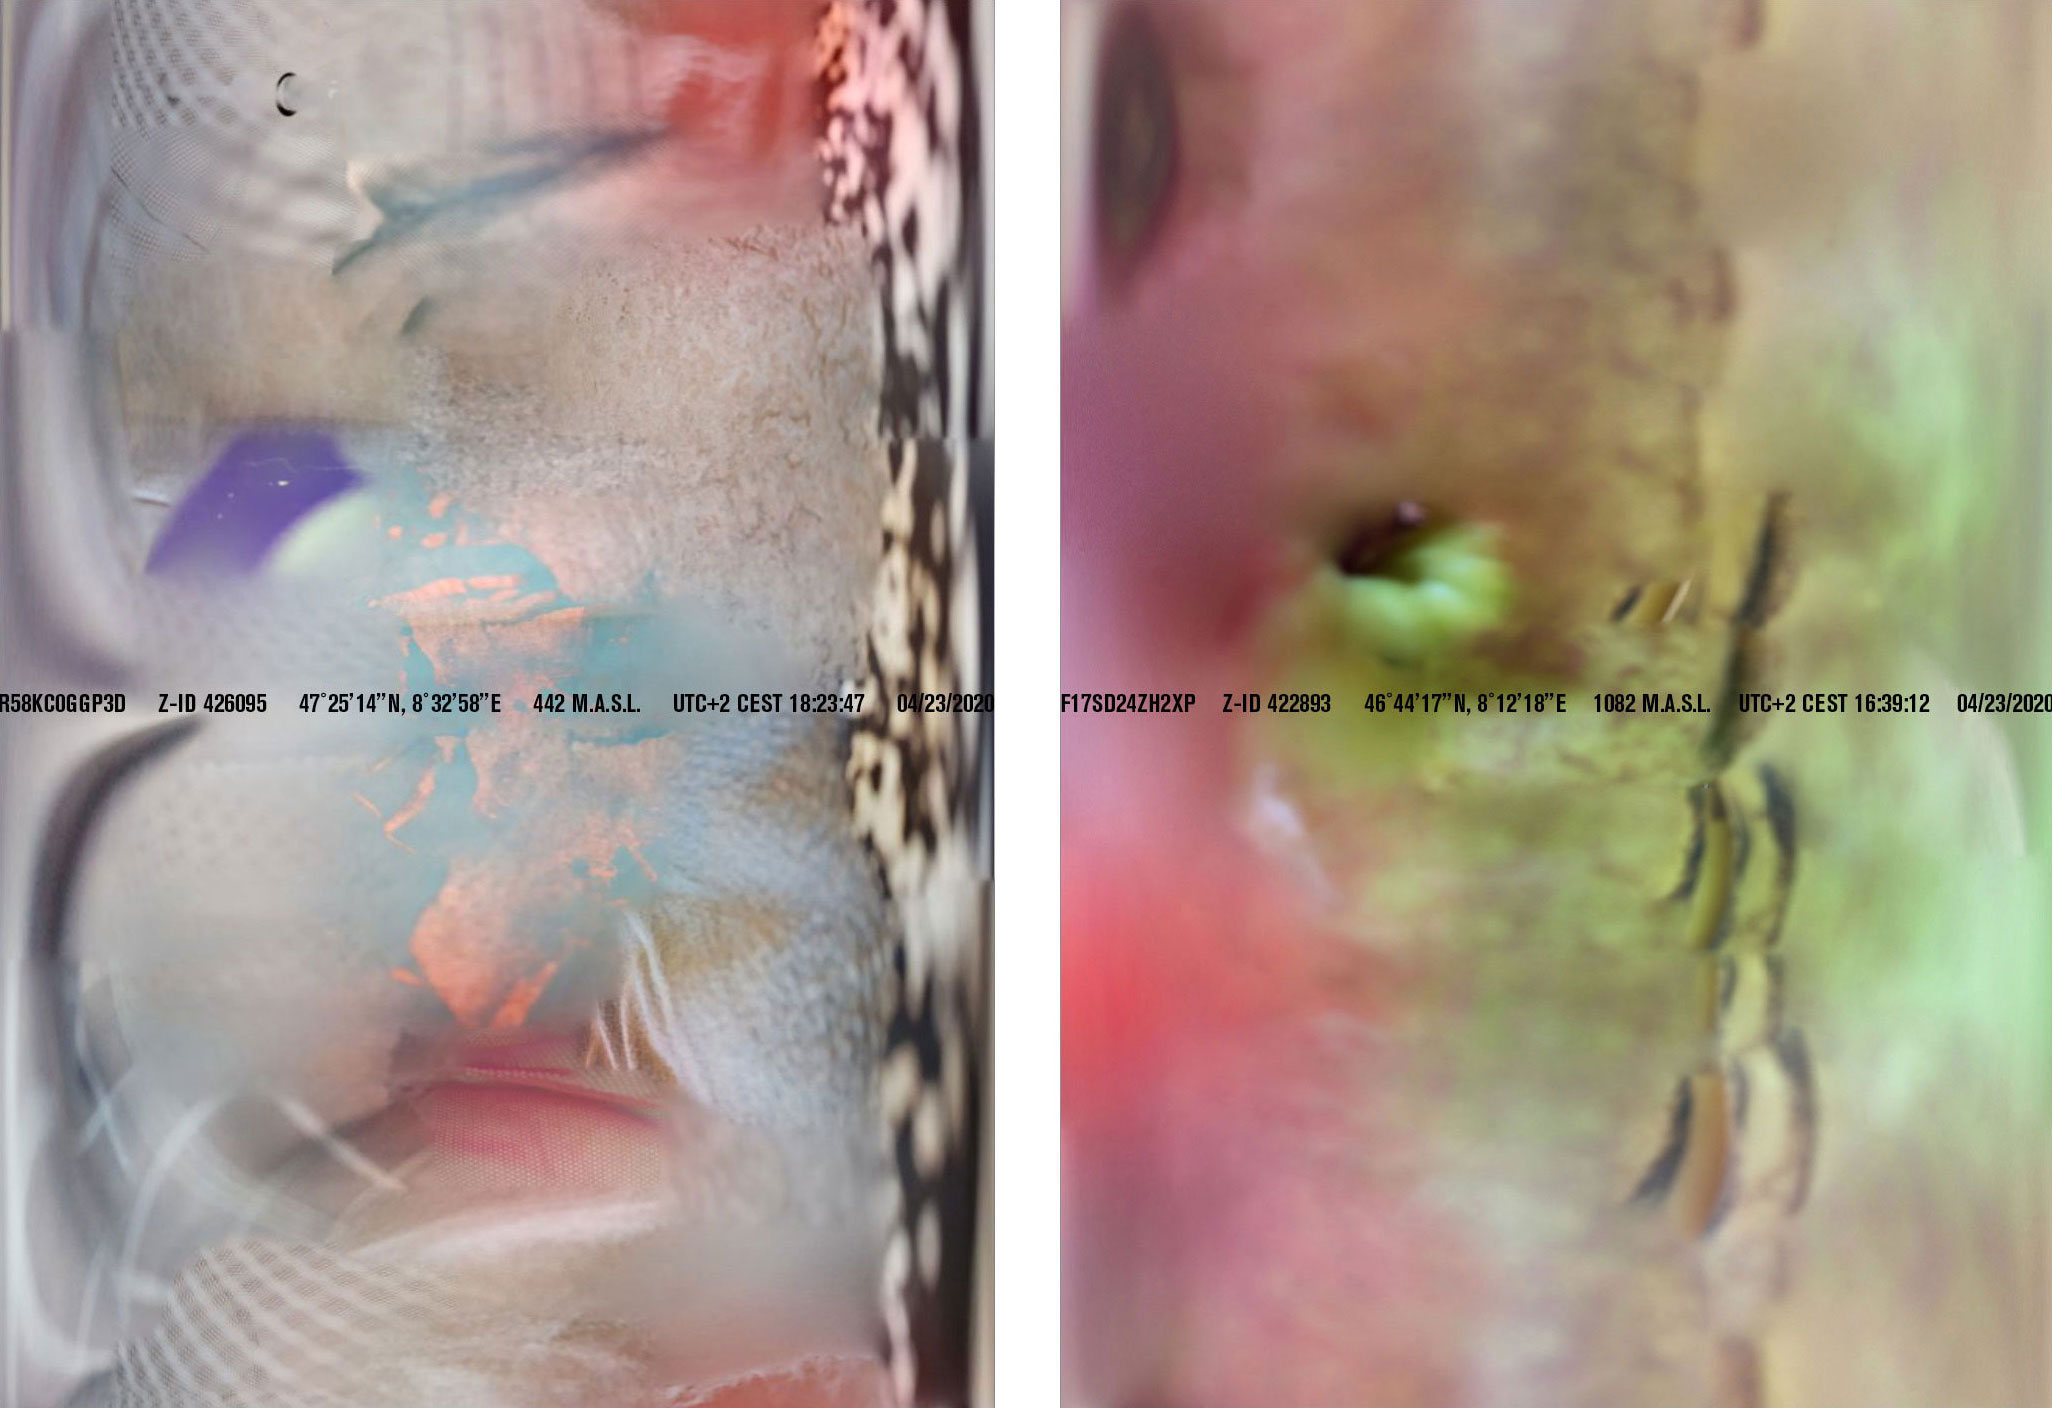 R58KC0GGP3D Z-ID 426095 47°25'14”N, 8°32'58”E 442 M.A.S.L. UTC+2 CEST 18:23:47 04/23/2020
F17SD24ZH2XP Z-ID 422893 46°44'17”N, 8°12'18”E 1082 M.A.S.L. UTC+2 CEST 16:39:12 04/23/2020